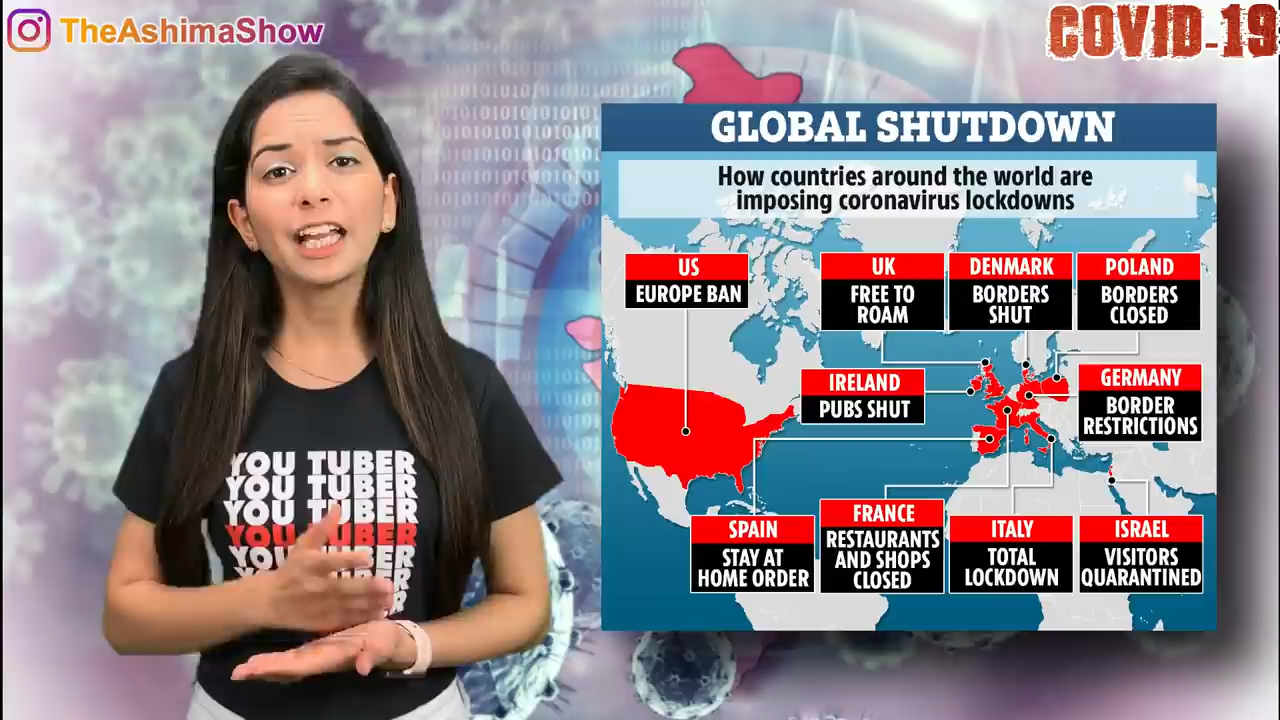 TheAshimaShow
COVID-19
GLOBAL SHUTDOWN
How countries around the world are
imposing coronavirus lockdowns
US
EUROPE BAN
UK
FREE TO
ROAM
DENMARK
BORDERS
SHUT
POLAND
BORDERS
CLOSED
IRELAND
PUBS SHUT
GERMANY
BORDER
RESTRICTIONS
SPAIN
STAY AT
HOME ORDER
FRANCE
RESTAURANTS
AND SHOPS
CLOSED
ITALY
TOTAL
LOCKDOWN
ISRAEL
VISITORS
QUARANTINED
YOU TUBER
YOU TUBER
YOU TUBER
YOU TUBER